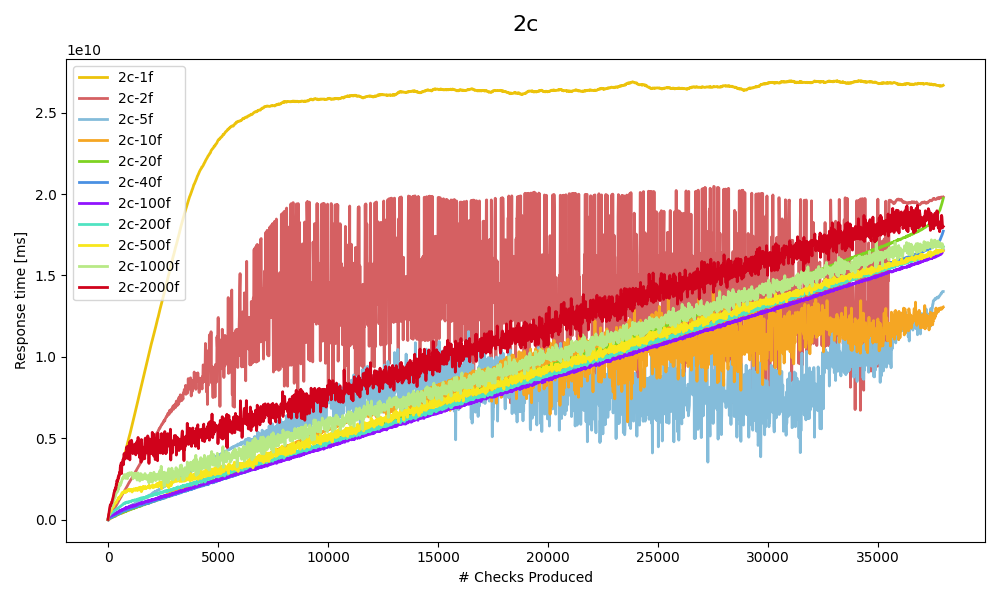 2c
1e10
2c-1f
2c-2f
2c-5f
2c-10f
2c-20f
2c-40f
2c-100f
2c-200f
2c-500f
2c-1000f
2c-2000f
2.5
2.0
1.5
1.0
0.5
0.0
Response time [ms]
0 5000 10000 15000 20000 25000 30000 35000
# Checks Produced